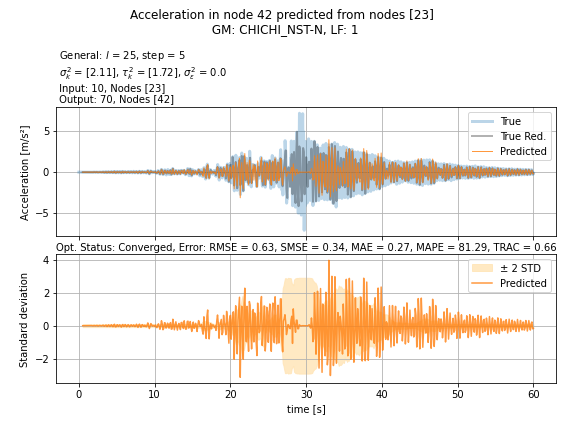 Acceleration in node 42 predicted from nodes [23]
GM: CHICHI_NST-N, LF: 1
General: l = 25, step = 5
σ²ₖ = [2.11], τ²ₖ = [1.72], σ²ε = 0.0
Input: 10, Nodes [23]
Output: 70, Nodes [42]
Acceleration [m/s²]
5
0
−5
True
True Red.
Predicted
Opt. Status: Converged, Error: RMSE = 0.63, SMSE = 0.34, MAE = 0.27, MAPE = 81.29, TRAC = 0.66
Standard deviation
4
2
0
−2
± 2 STD
Predicted
0 10 20 30 40 50 60
time [s]